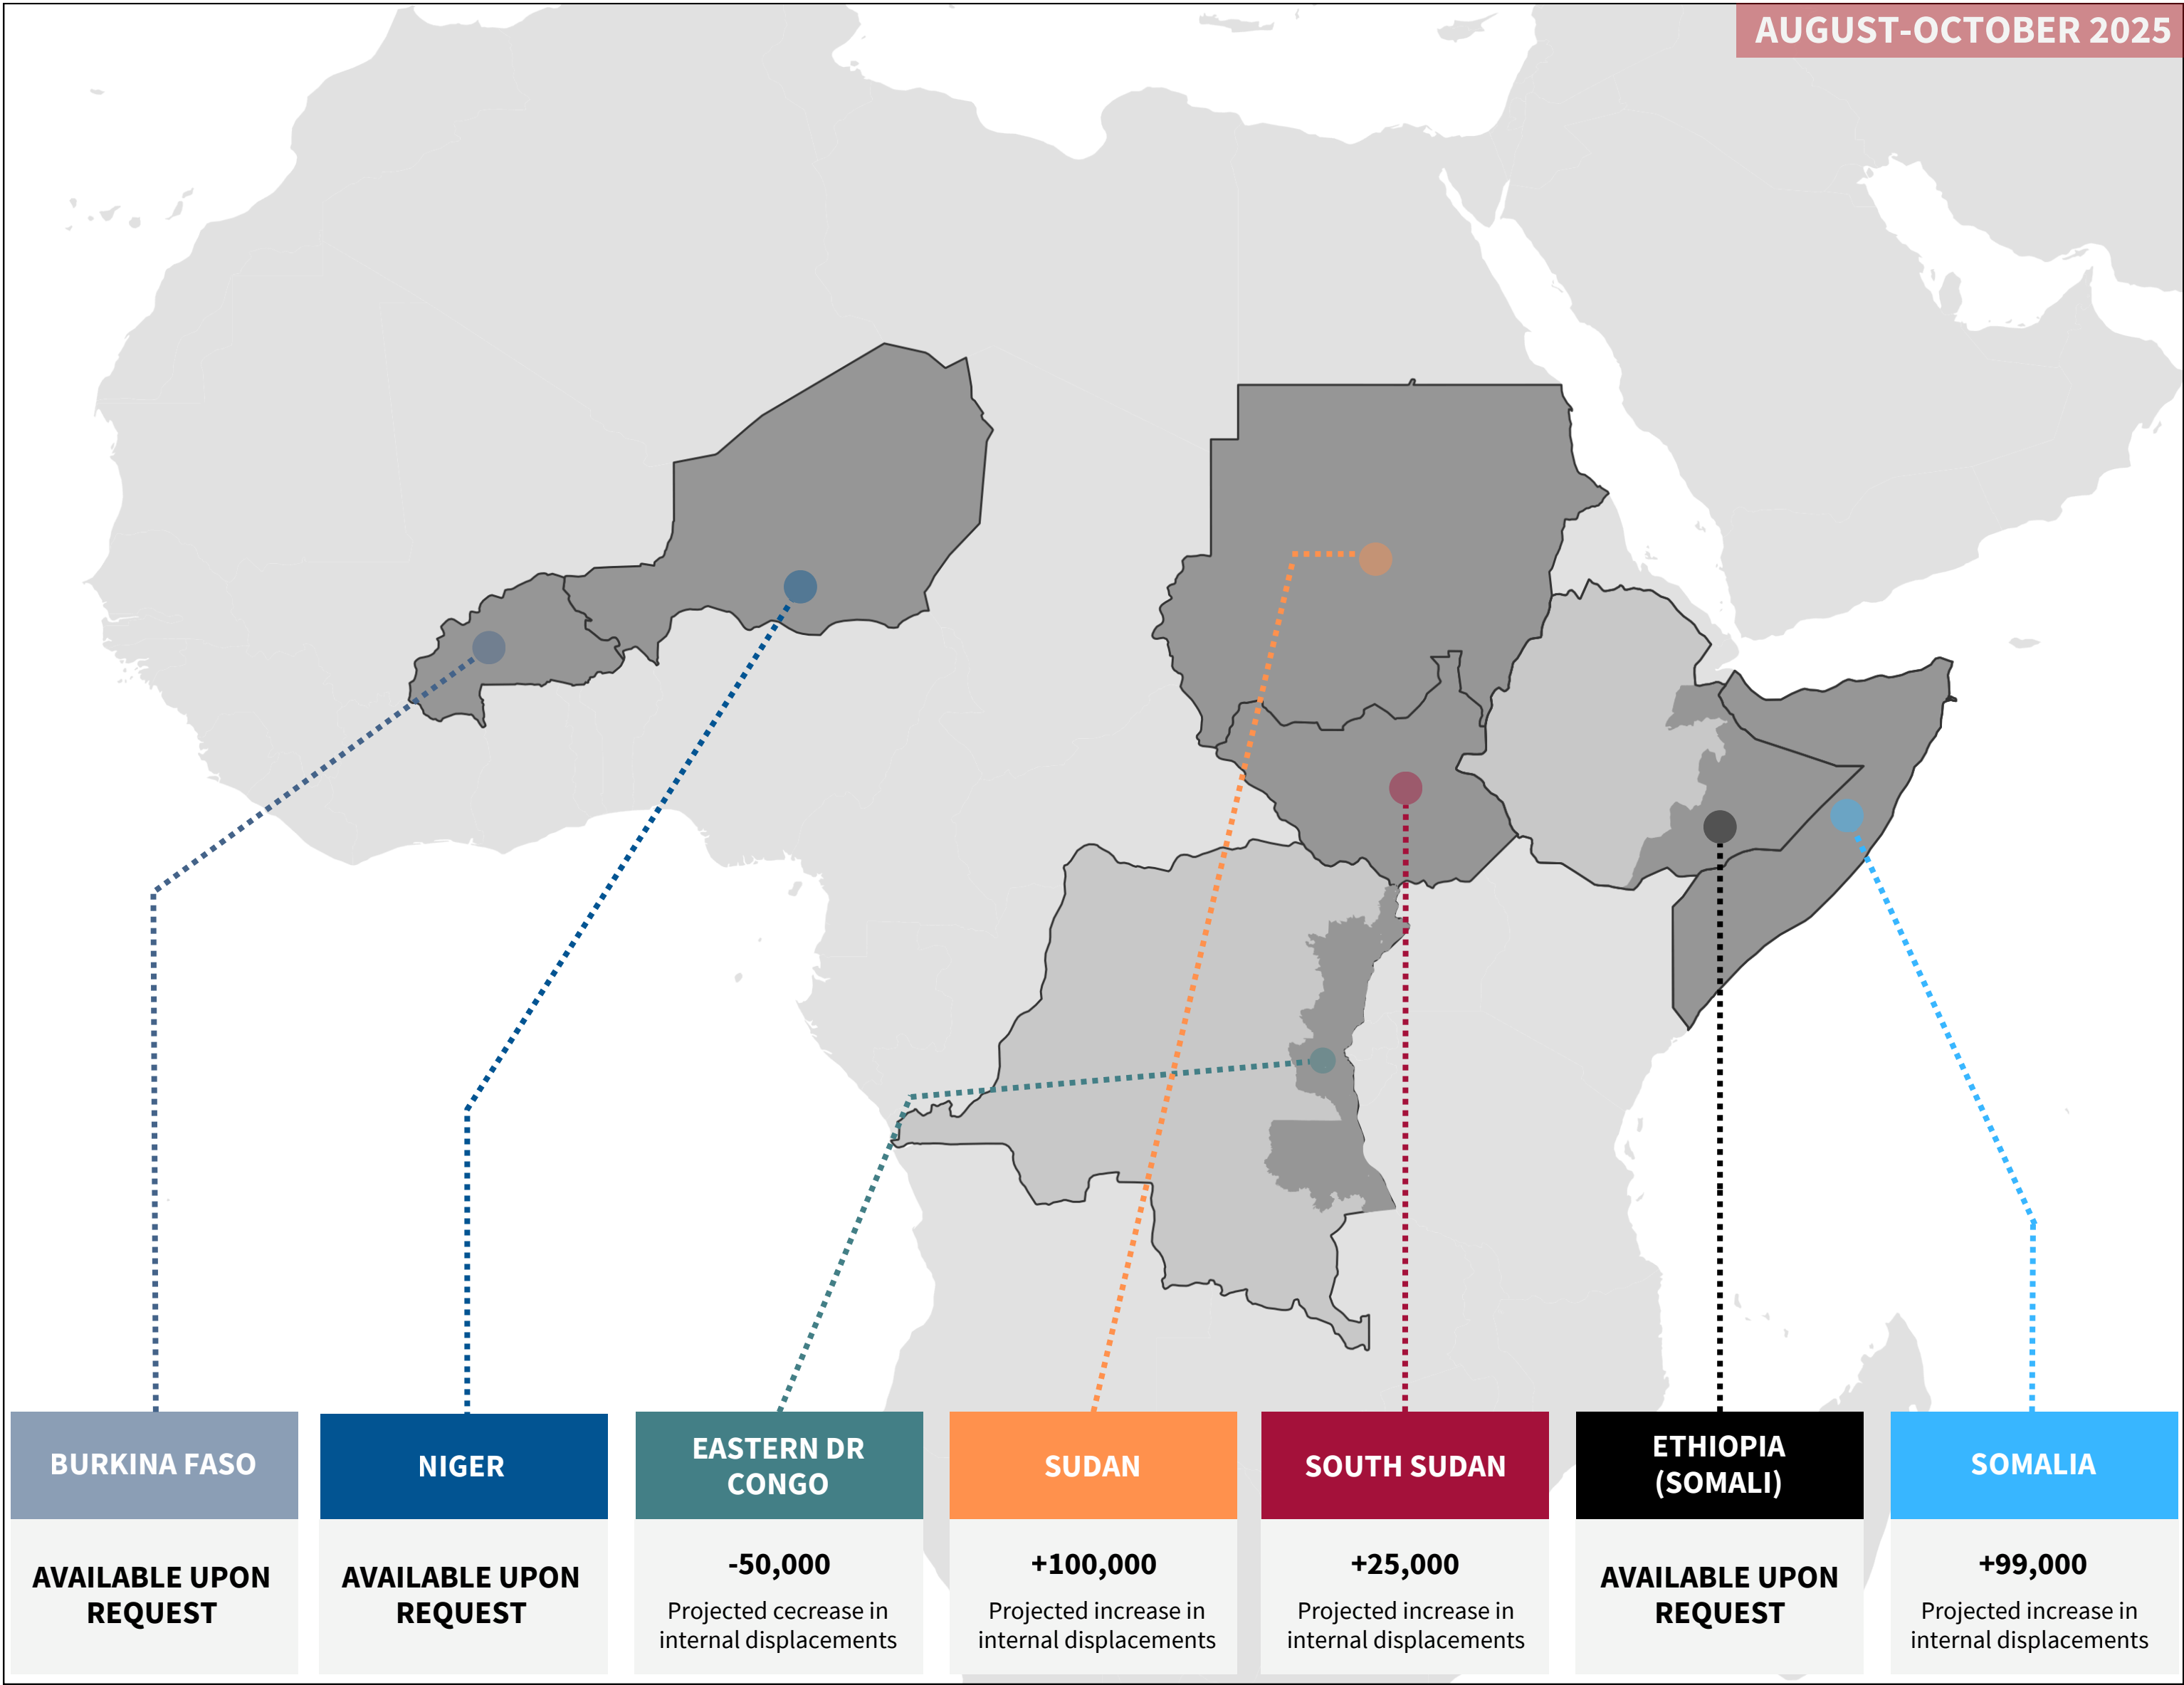 AUGUST-OCTOBER 2025
BURKINA FASO
AVAILABLE UPON
REQUEST
NIGER
AVAILABLE UPON
REQUEST
EASTERN DR
CONGO
-50,000
Projected cecrease in
internal displacements
SUDAN
+100,000
Projected increase in
internal displacements
SOUTH SUDAN
+25,000
Projected increase in
internal displacements
ETHIOPIA
(SOMALI)
AVAILABLE UPON
REQUEST
SOMALIA
+99,000
Projected increase in
internal displacements